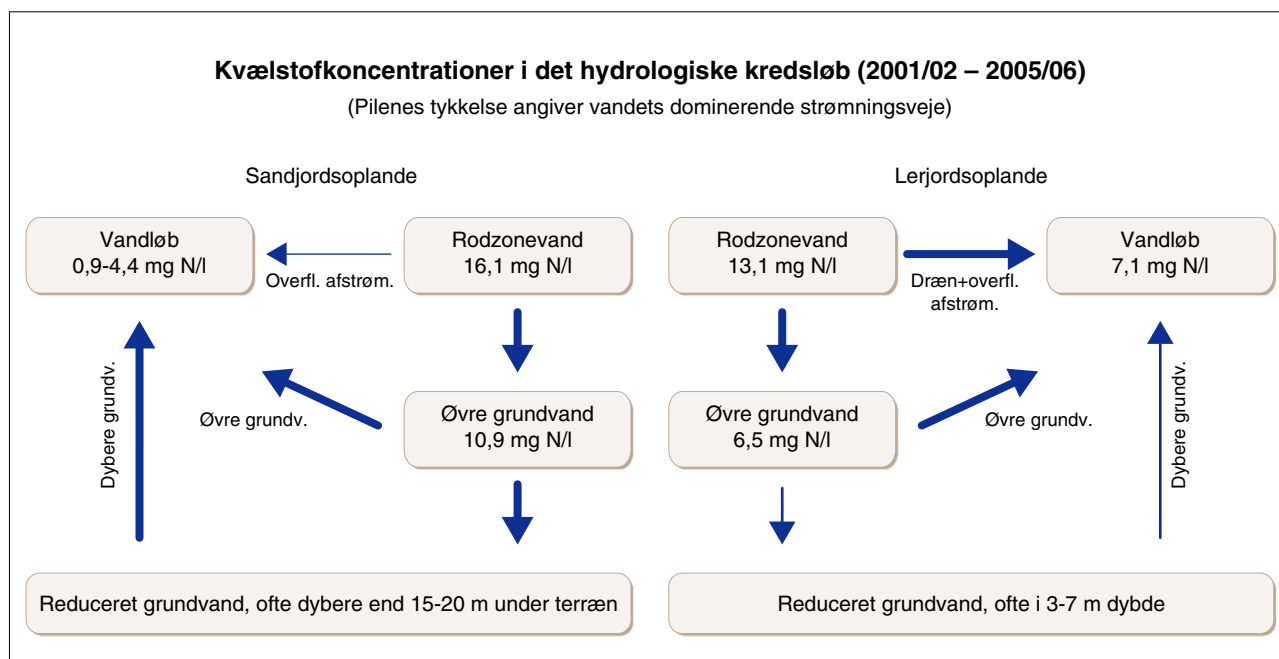 Kvælstofkoncentrationer i det hydrologiske kredsløb (2001/02 – 2005/06)
(Pilenes tykkelse angiver vandets dominerende strømningsveje)
Sandjordsoplande
Vandløb
0,9-4,4 mg N/l
Overfl. afstrøm.
Rodzonevand
16,1 mg N/l
Dybere grundv.
Øvre grundv.
Øvre grundvand
10,9 mg N/l
Reduceret grundvand, ofte dybere end 15-20 m under terræn
Lerjordsoplande
Rodzonevand
13,1 mg N/l
Dræn+overfl.
afstrøm.
Vandløb
7,1 mg N/l
Øvre grundvand
6,5 mg N/l
Øvre grundv.
Dybere grundv.
Reduceret grundvand, ofte i 3-7 m dybde